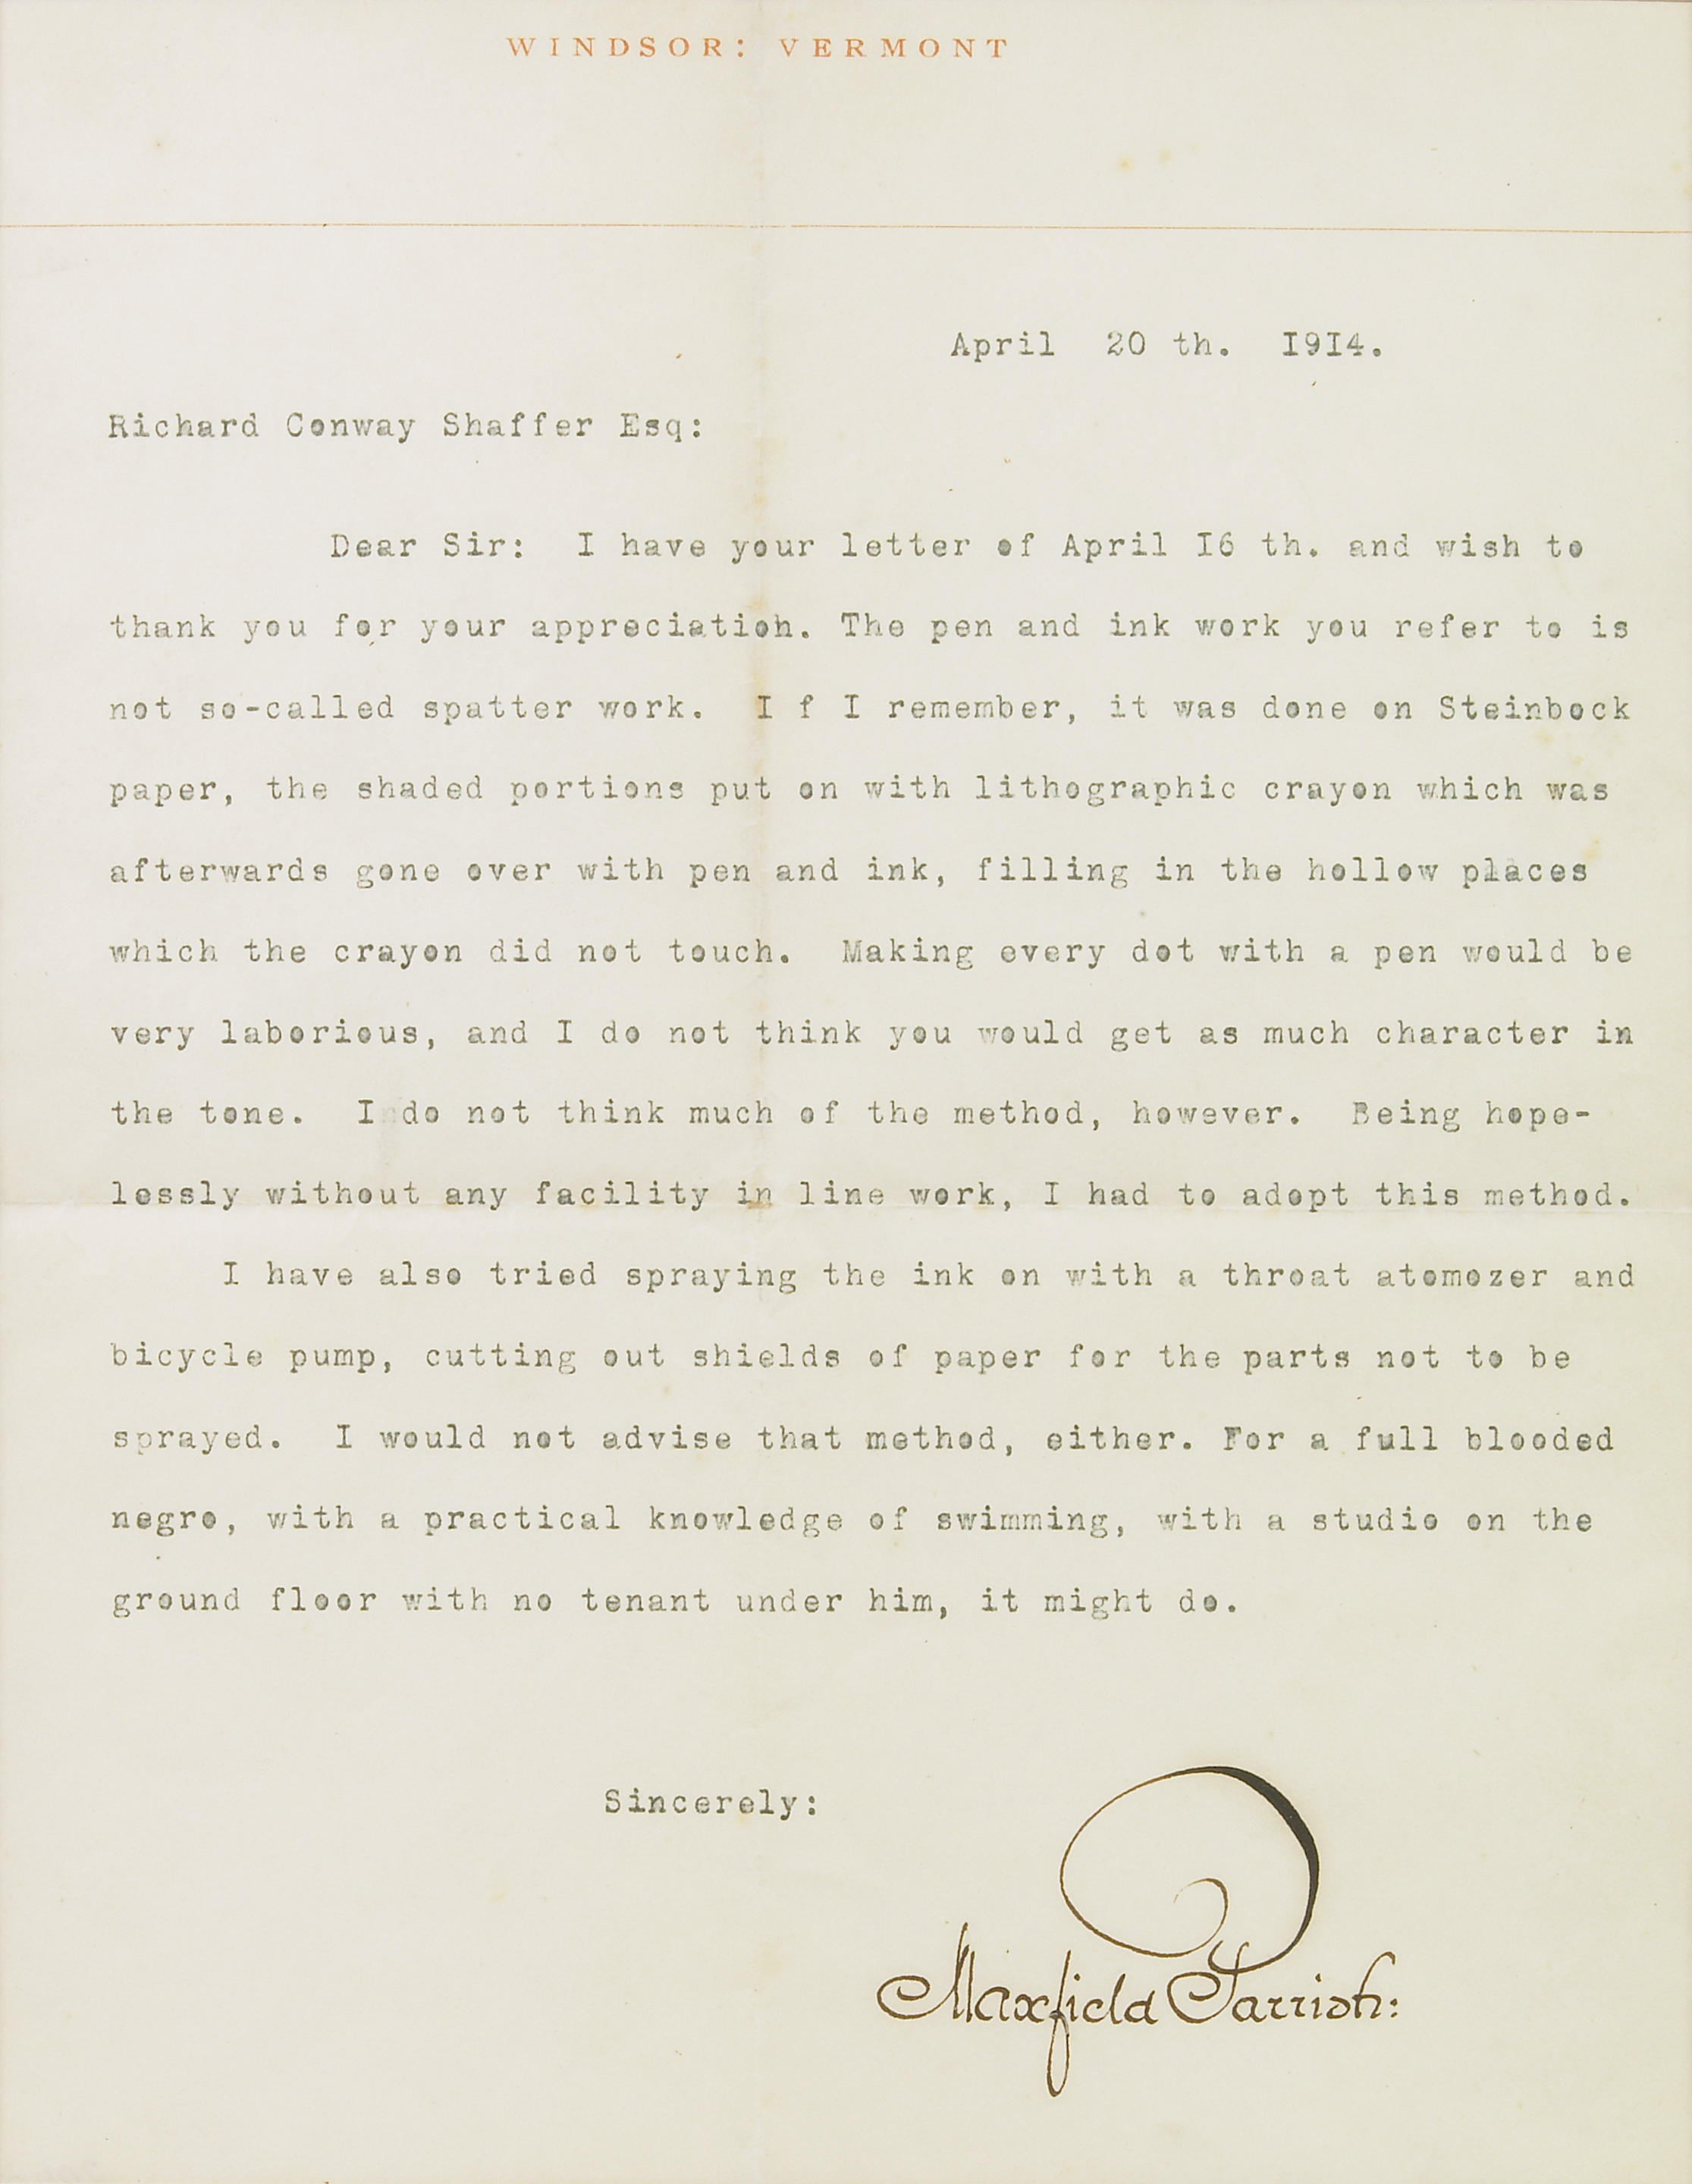 WINDSOR: VERMONT
April 20 th. I9I4.
Richard Conway Shaffer Esq:
Dear Sir: I have your letter of April I6 th. and wish to
thank you for your appreciation. The pen and ink work you refer to is
not so-called spatter work. I f I remember, it was done on Steinbock
paper, the shaded portions put on with lithographic crayon which was
afterwards gone over with pen and ink, filling in the hollow places
which the crayon did not touch. Making every dot with a pen would be
very laborious, and I do not think you would get as much character in
the tone. I do not think much of the method, however. Being hope-
lessly without any facility in line work, I had to adopt this method.
I have also tried spraying the ink on with a throat atomozer and
bicycle pump, cutting out shields of paper for the parts not to be
sprayed. I would not advise that method, either. For a full blooded
negro, with a practical knowledge of swimming, with a studio on the
ground floor with no tenant under him, it might do.
Sincerely:
Maxfield Parrish: